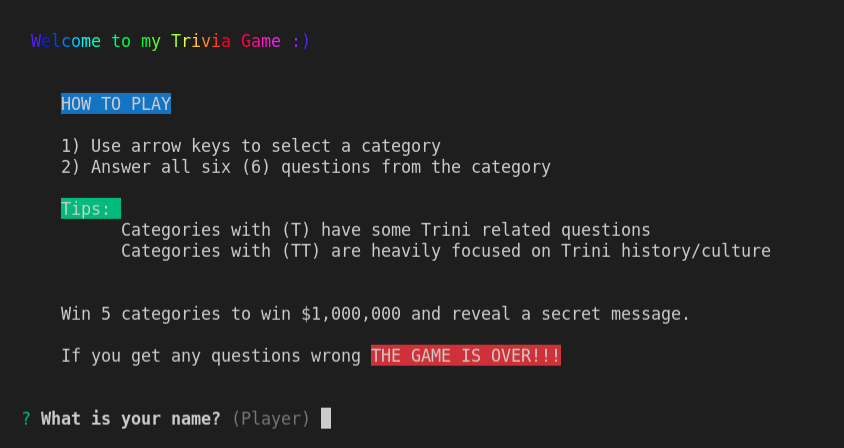 Welcome to my Trivia Game :)
HOW TO PLAY
1) Use arrow keys to select a category
2) Answer all six (6) questions from the category
Tips:
Categories with (T) have some Trini related questions
Categories with (TT) are heavily focused on Trini history/culture
Win 5 categories to win $1,000,000 and reveal a secret message.
If you get any questions wrong THE GAME IS OVER!!!
? What is your name? (Player)